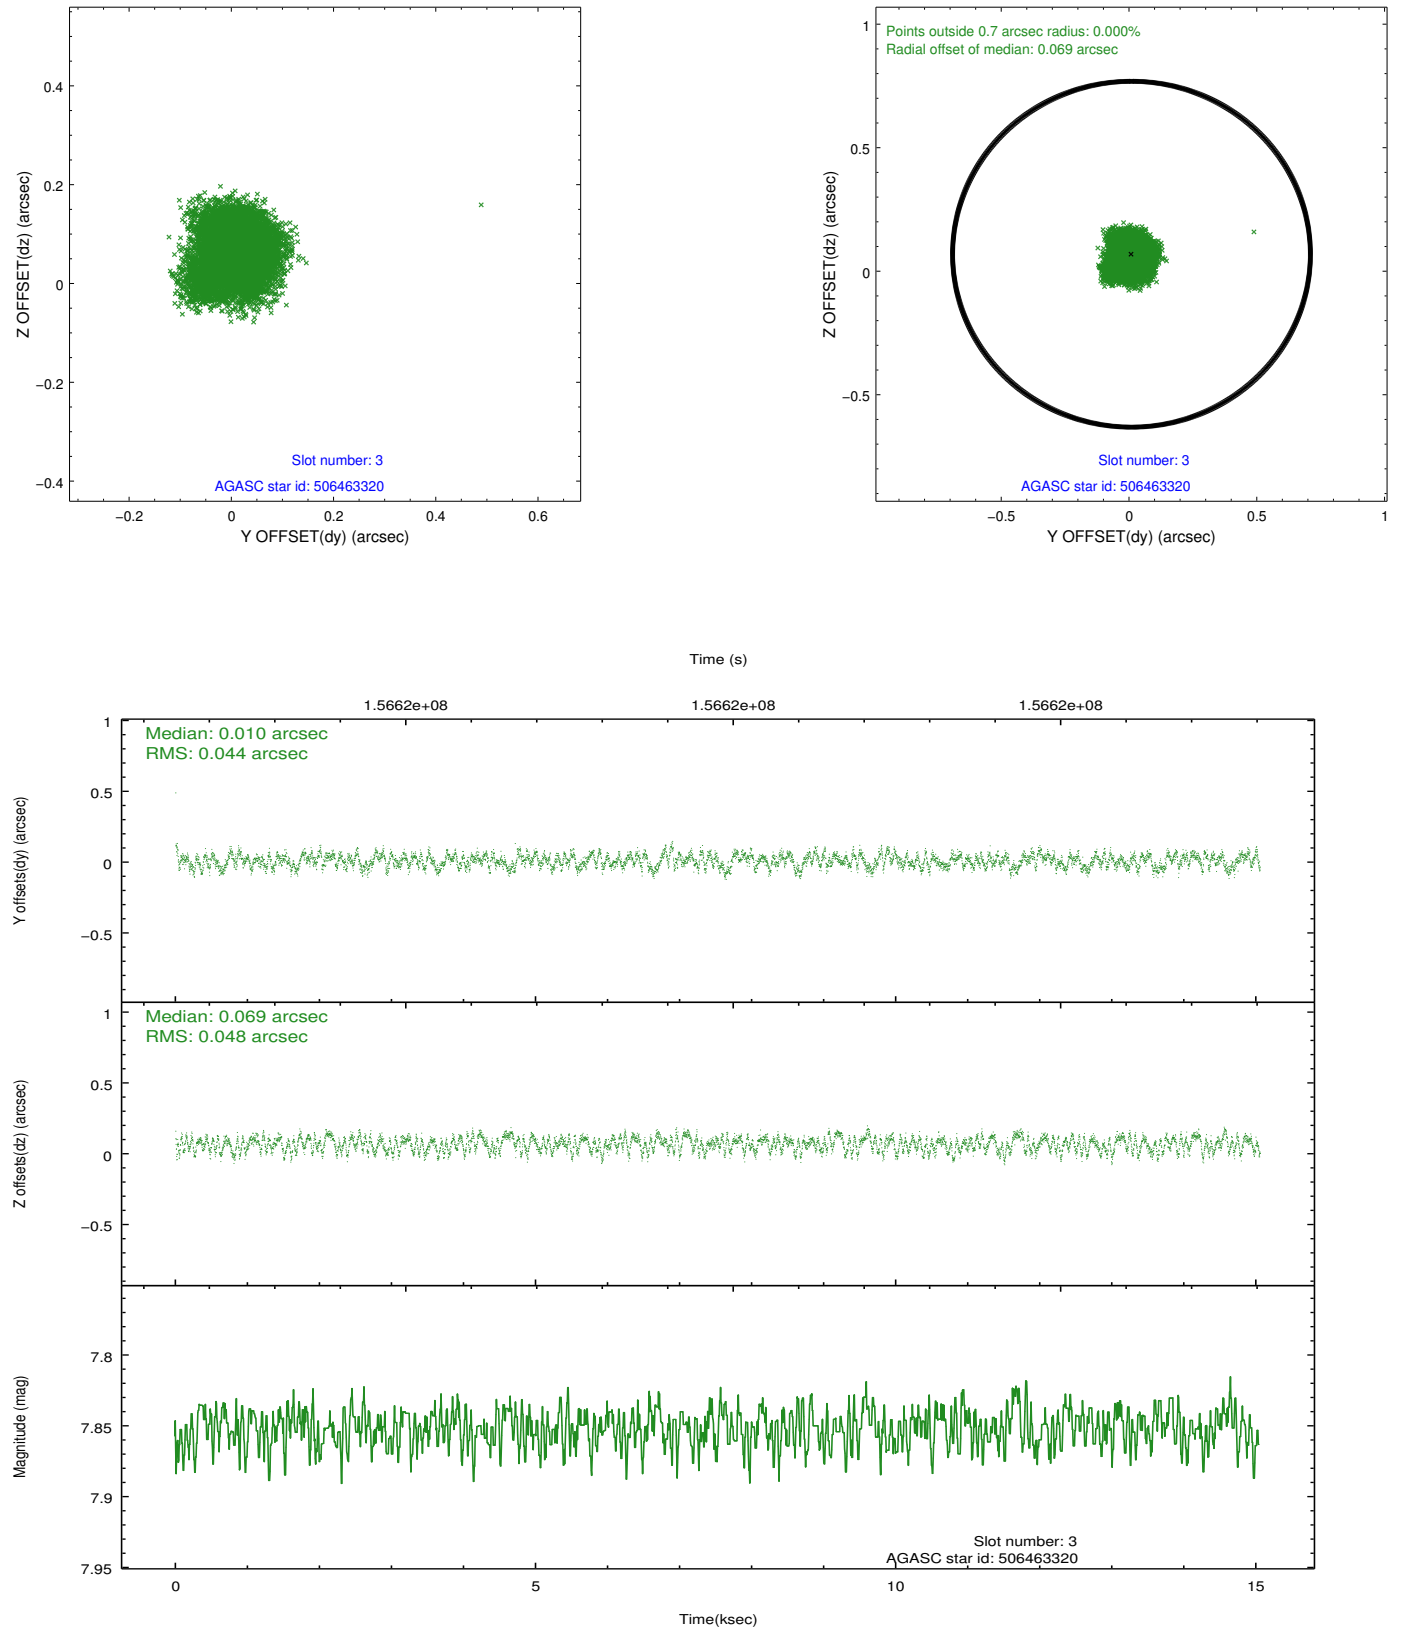 0.4
0.2
0
−0.2
−0.4
Z OFFSET(dz) (arcsec)
Slot number: 3
AGASC star id: 506463320
−0.2 0 0.2 0.4 0.6
Y OFFSET(dy) (arcsec)
Points outside 0.7 arcsec radius: 0.000%
Radial offset of median: 0.069 arcsec
1
0.5
0
−0.5
Z OFFSET(dz) (arcsec)
Slot number: 3
AGASC star id: 506463320
−0.5 0 0.5 1
Y OFFSET(dy) (arcsec)
Time (s)
1.5662e+08 1.5662e+08 1.5662e+08
Median: 0.010 arcsec
RMS: 0.044 arcsec
1
0.5
0
−0.5
Y offsets(dy) (arcsec)
Median: 0.069 arcsec
RMS: 0.048 arcsec
1
0.5
0
−0.5
Z offsets(dz) (arcsec)
7.8
7.85
7.9
7.95
Magnitude (mag)
Slot number: 3
AGASC star id: 506463320
0 5 10 15
Time(ksec)